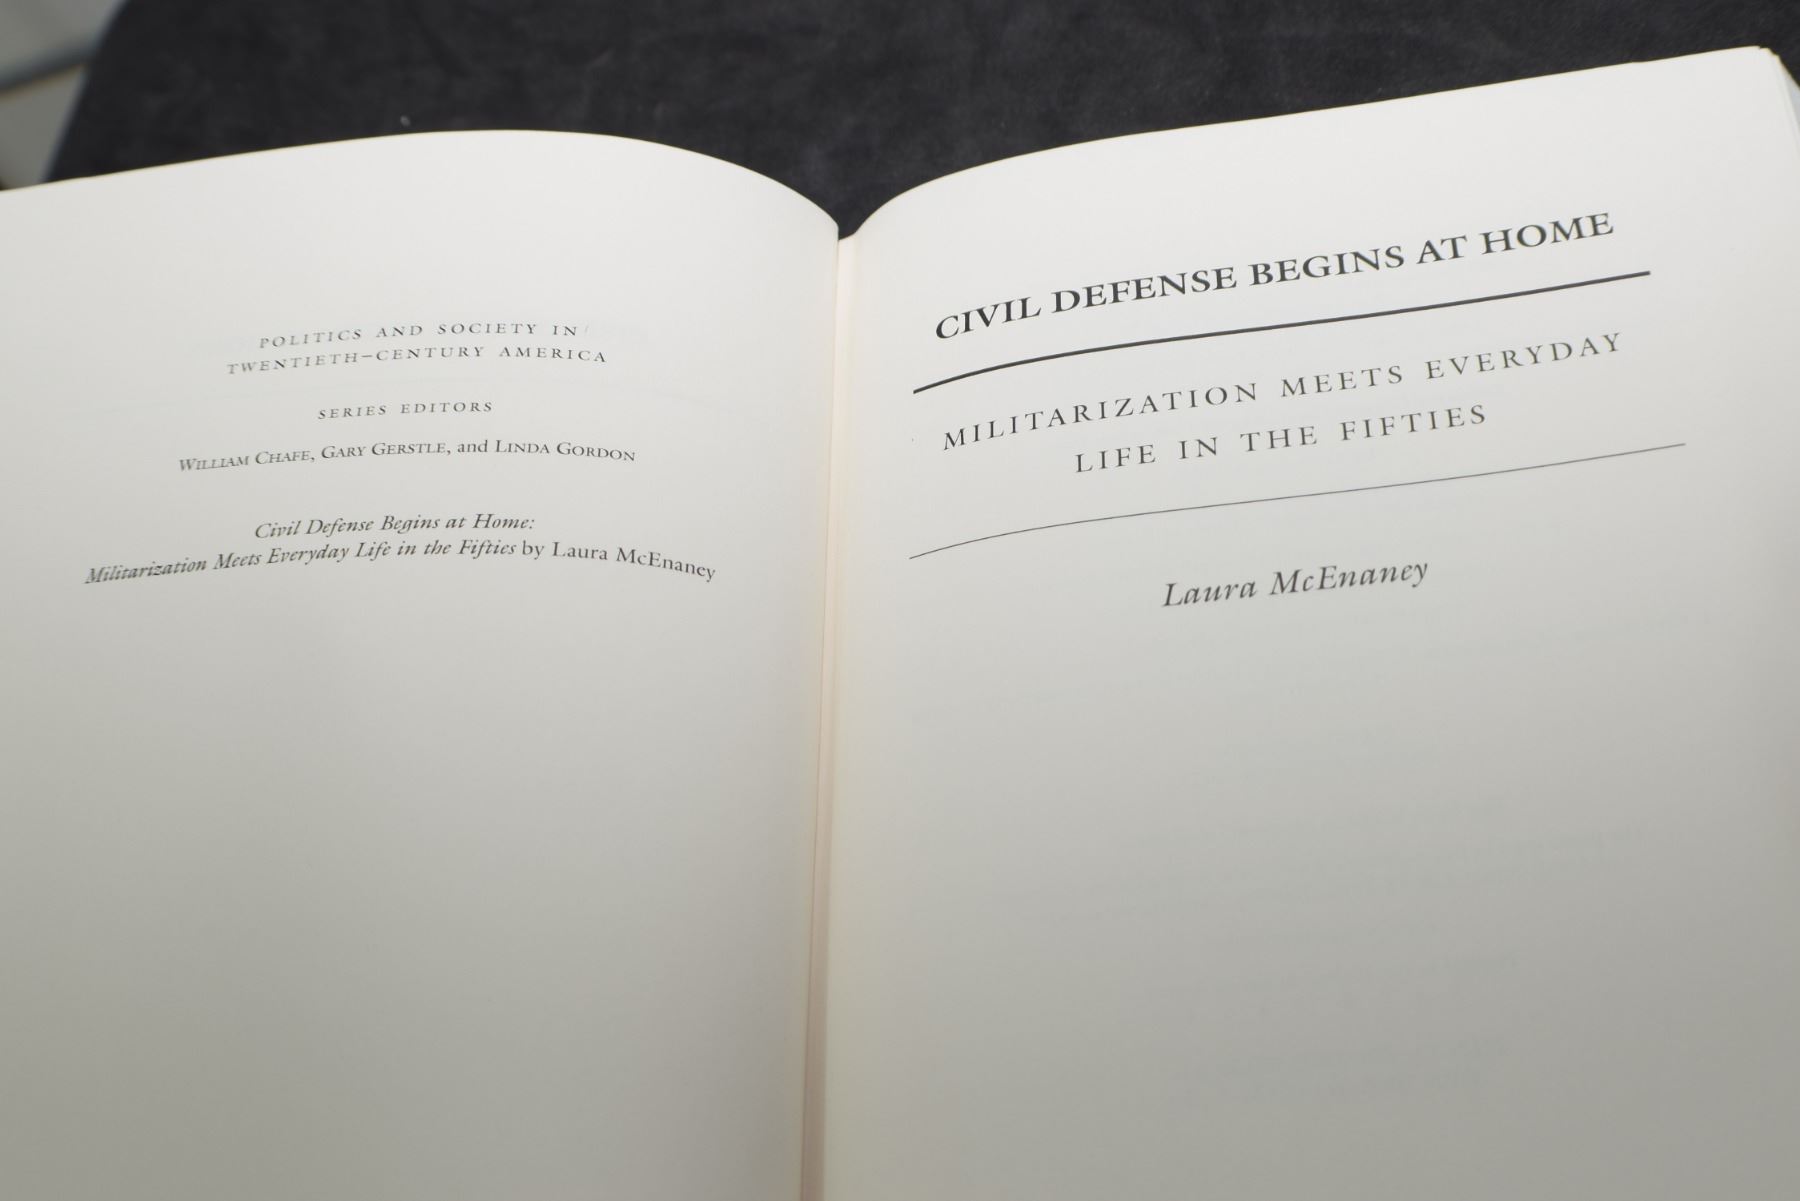 POLITICS AND SOCIETY IN
TWENTIETH-CENTURY AMERICA
SERIES EDITORS
WILLIAM CHAFE, GARY GERSTLE, and LINDA GORDON
Civil Defense Begins at Home:
Militarization Meets Everyday Life in the Fifties by Laura McEnaney
CIVIL DEFENSE BEGINS AT HOME
MILITARIZATION MEETS EVERYDAY
LIFE IN THE FIFTIES
Laura McEnaney